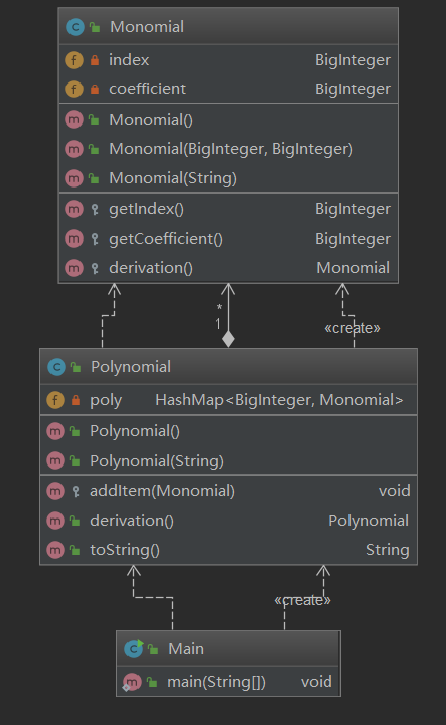 Monomial
index BigInteger
coefficient BigInteger
Monomial()
Monomial(BigInteger, BigInteger)
Monomial(String)
getIndex() BigInteger
getCoefficient() BigInteger
derivation() Monomial
*
1
«create»
Polynomial
poly HashMap<BigInteger, Monomial>
Polynomial()
Polynomial(String)
addItem(Monomial) void
derivation() Polynomial
toString() String
«create»
Main
main(String[]) void